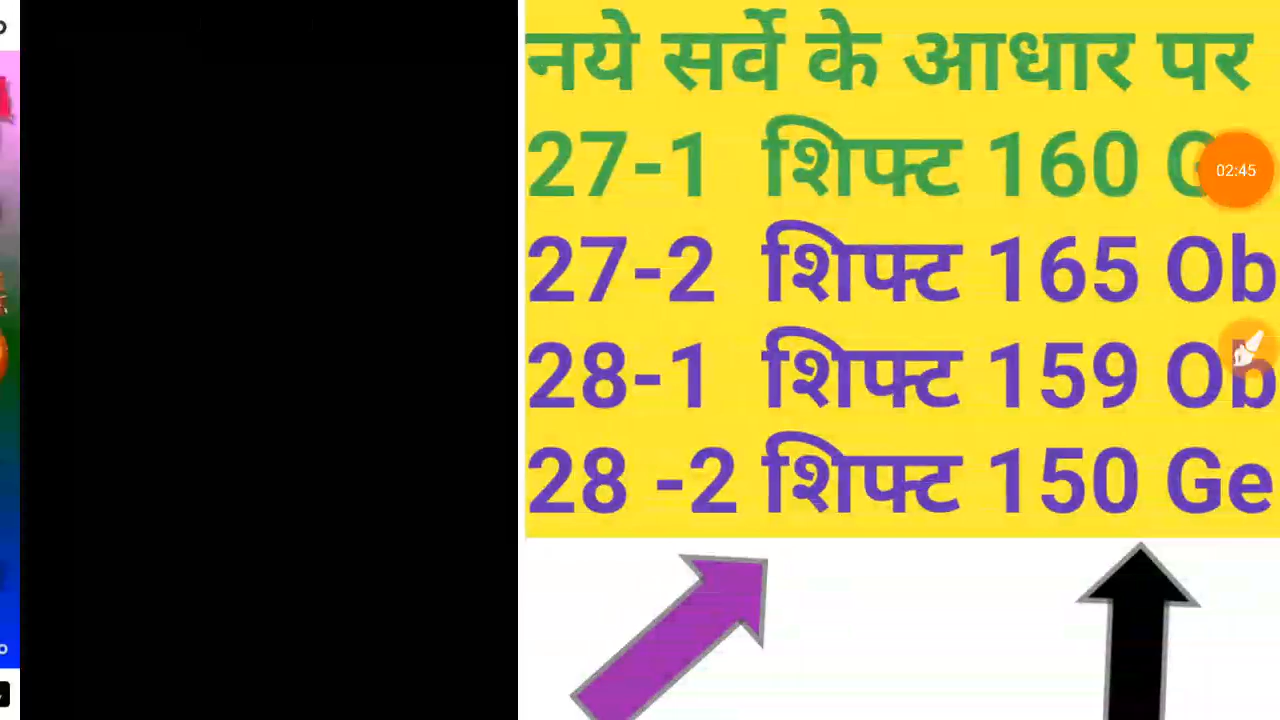 नये सर्वे के आधार पर
27-1 शिफ्ट 160 G
02:45
27-2 शिफ्ट 165 Ob
28-1 शिफ्ट 159 Ob
28 -2 शिफ्ट 150 Ge